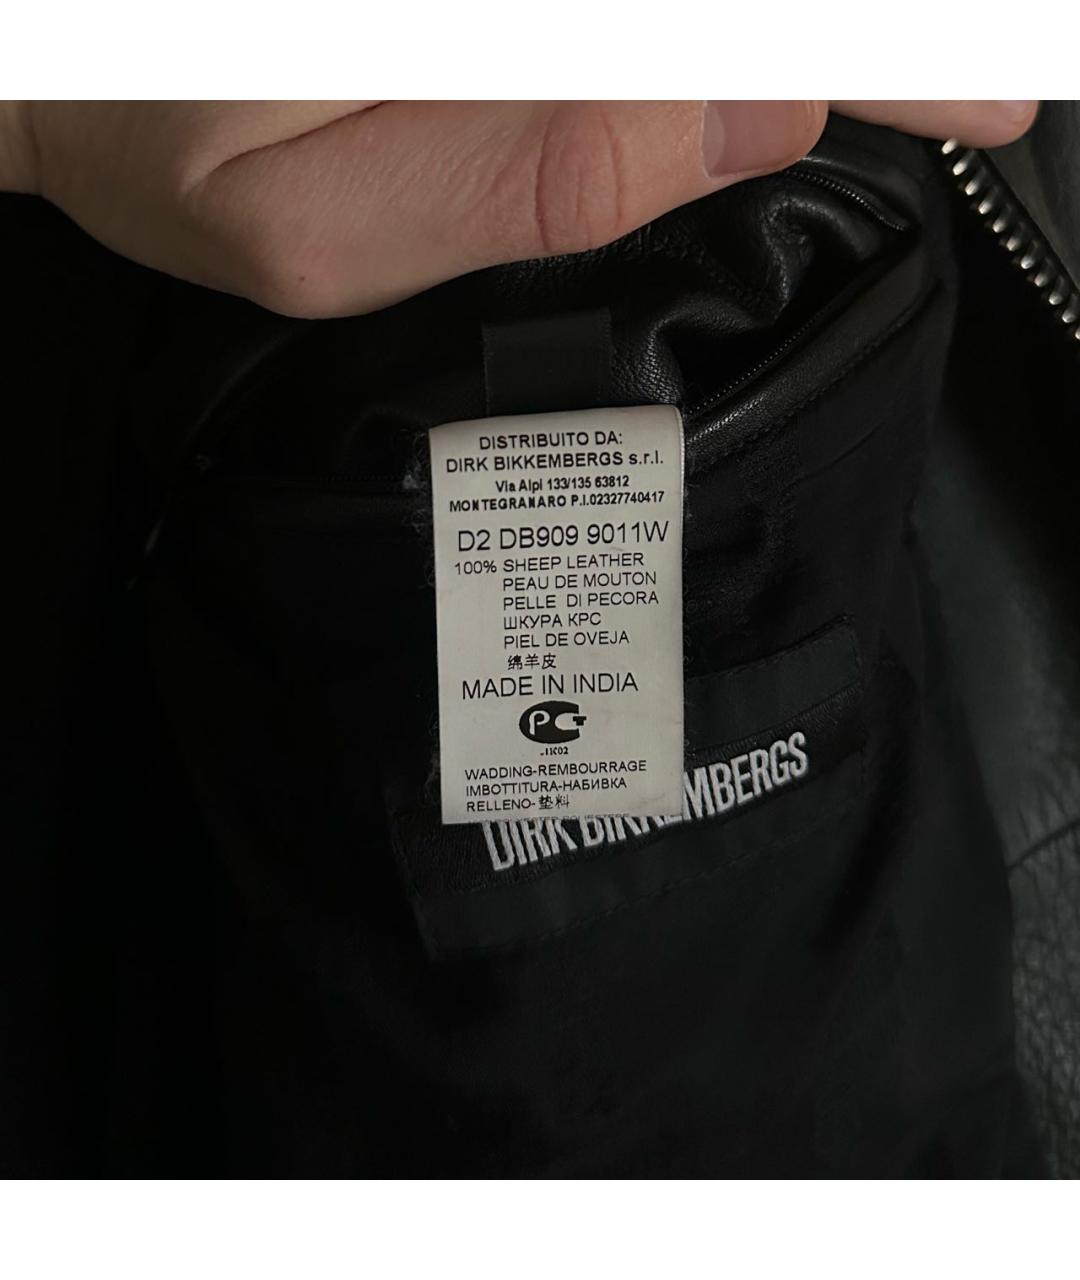 DISTRIBUITO DA:
DIRK BIKKEMBERGS s.r.l.
Via Alpi 133/135 63812
MONTEGRANARO P.I.02327740417
D2 DB909 9011W
100% SHEEP LEATHER
PEAU DE MOUTON
PELLE DI PECORA
ШКУРА КРС
PIEL DE OVEJA
绵羊皮
MADE IN INDIA
РСТ
WADDING-REMBOURRAGE
IMBOTTITURA-НАБИВКА
RELLENO-垫料
DIRK BIKKEMBERGS